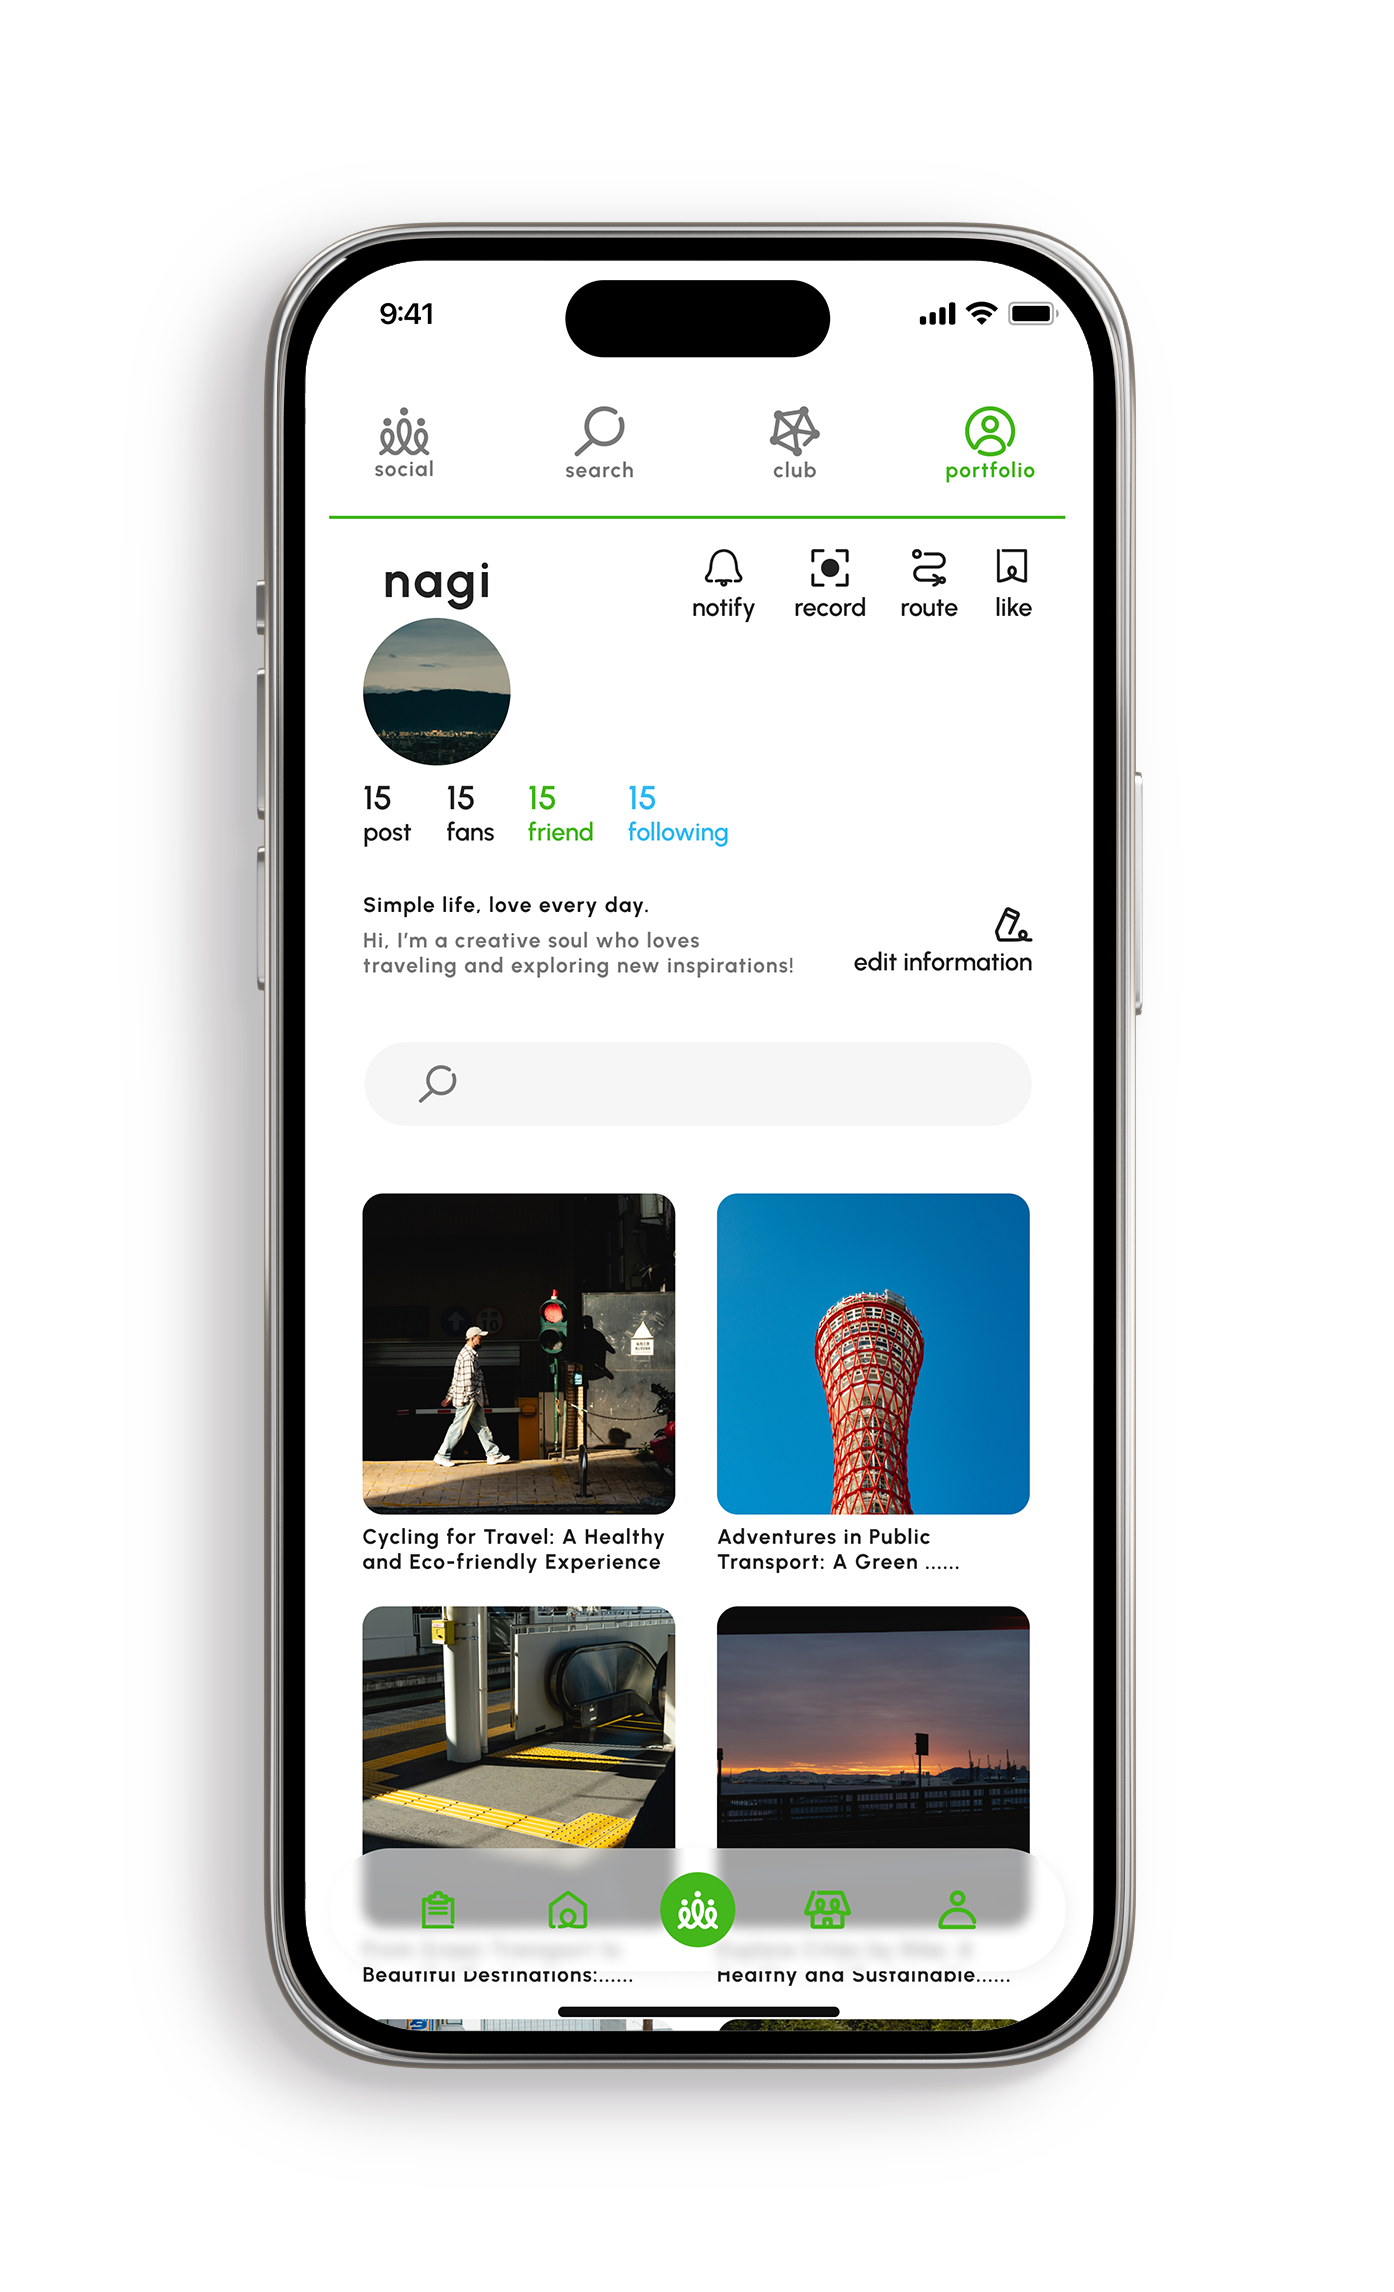 9:41
social
search
club
portfolio
nagi
notify
record
route
like
15
15
15
15
post
fans
friend
following
Simple life, love every day.
Hi, I'm a creative soul who loves
traveling and exploring new inspirations!
edit information
Cycling for Travel: A Healthy
and Eco-friendly Experience
Adventures in Public
Transport: A Green ......
Beautiful Destinations:......
Healthy and Sustainable......